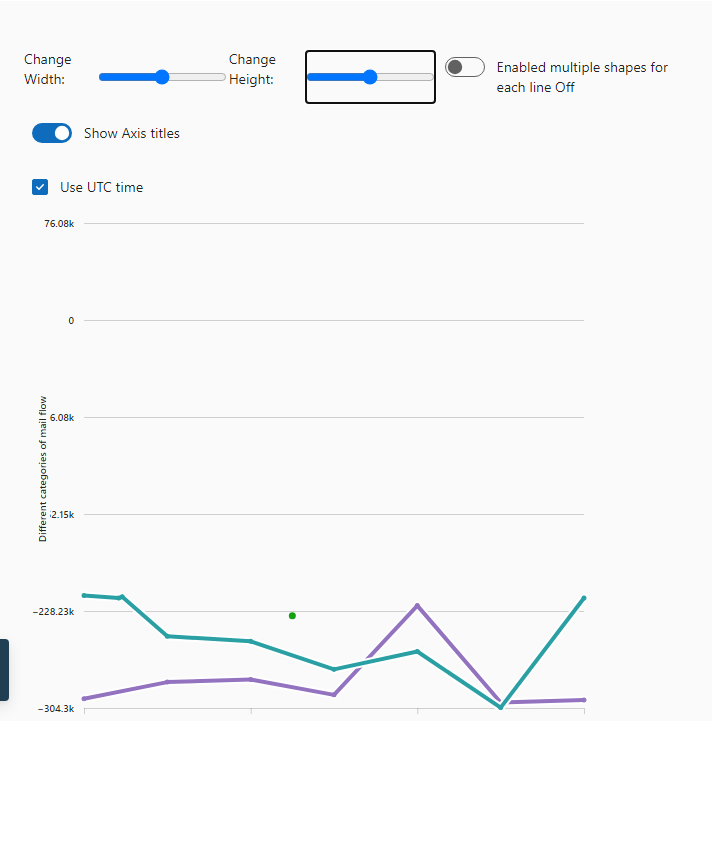 Change
Width:
Change
Height:
Enabled multiple shapes for
each line Off
Show Axis titles
Use UTC time
76.08k
0
6.08k
2.15k
−228.23k
−304.3k
Different categories of mail flow